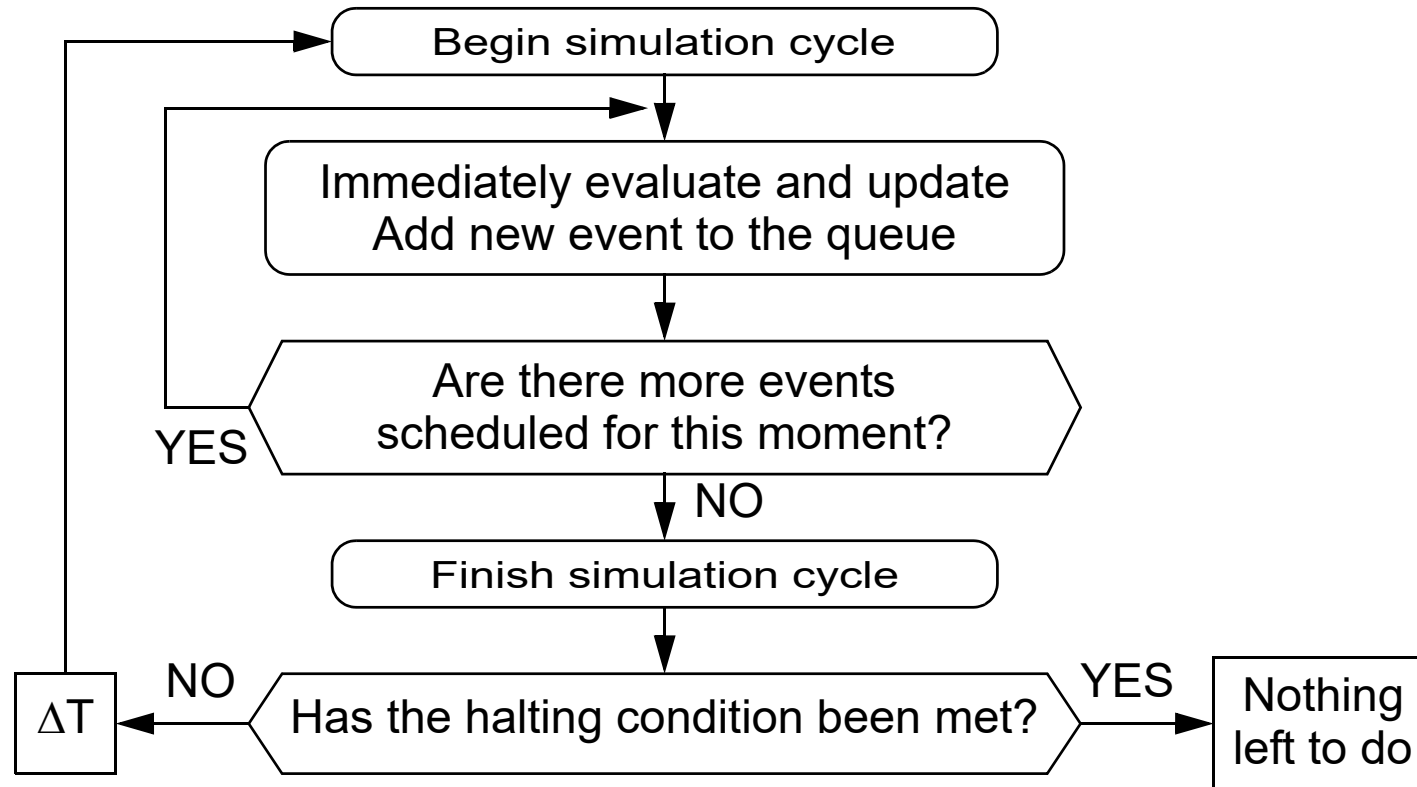 Begin simulation cycle
Immediately evaluate and update
Add new event to the queue
Are there more events
scheduled for this moment?
YES
NO
Finish simulation cycle
NO
YES
ΔT
Has the halting condition been met?
Nothing
left to do